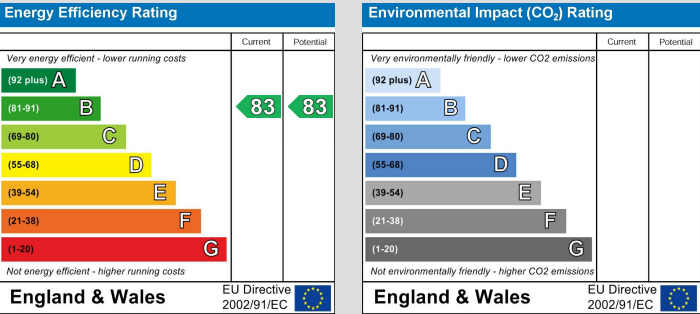 Energy Efficiency Rating
Current Potential
Very energy efficient - lower running costs
(92 plus) A
(81-91) B 83 83
(69-80) C
(55-68) D
(39-54) E
(21-38) F
(1-20) G
Not energy efficient - higher running costs
England & Wales
EU Directive
2002/91/EC
Environmental Impact (CO₂) Rating
Current Potential
Very environmentally friendly - lower CO2 emissions
(92 plus) A
(81-91) B
(69-80) C
(55-68) D
(39-54) E
(21-38) F
(1-20) G
Not environmentally friendly - higher CO2 emissions
England & Wales
EU Directive
2002/91/EC